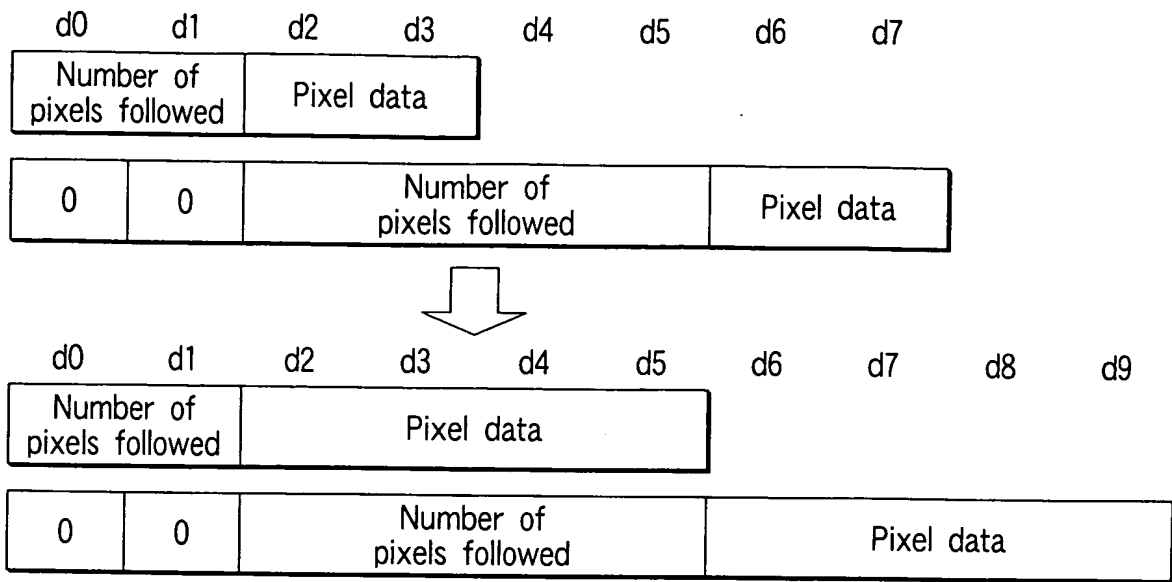 d0 d1 d2 d3 d4 d5 d6 d7
Number of
pixels followed
Pixel data
0 0 Number of
pixels followed
Pixel data
d0 d1 d2 d3 d4 d5 d6 d7 d8 d9
Number of
pixels followed
Pixel data
0 0 Number of
pixels followed
Pixel data